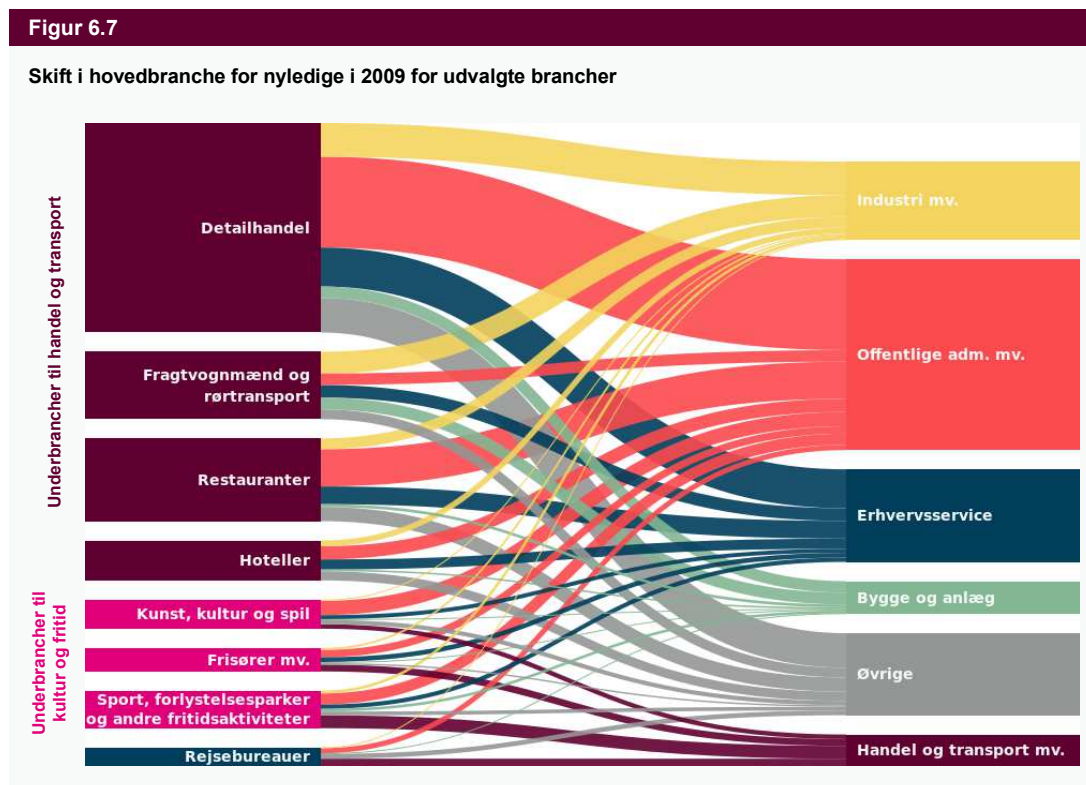 Figur 6.7
Skift i hovedbranche for nyledige i 2009 for udvalgte brancher
Underbrancher til handel og transport
Underbrancher til
kultur og fritid
Detailhandel
Fragtvognmænd og
rørtransport
Restauranter
Hoteller
Kunst, kultur og spil
Frisører mv.
Sport, forlystelsesparker
og andre fritidsaktiviteter
Rejsebureauer
Industri mv.
Offentlige adm. mv.
Erhvervsservice
Bygge og anlæg
Øvrige
Handel og transport mv.